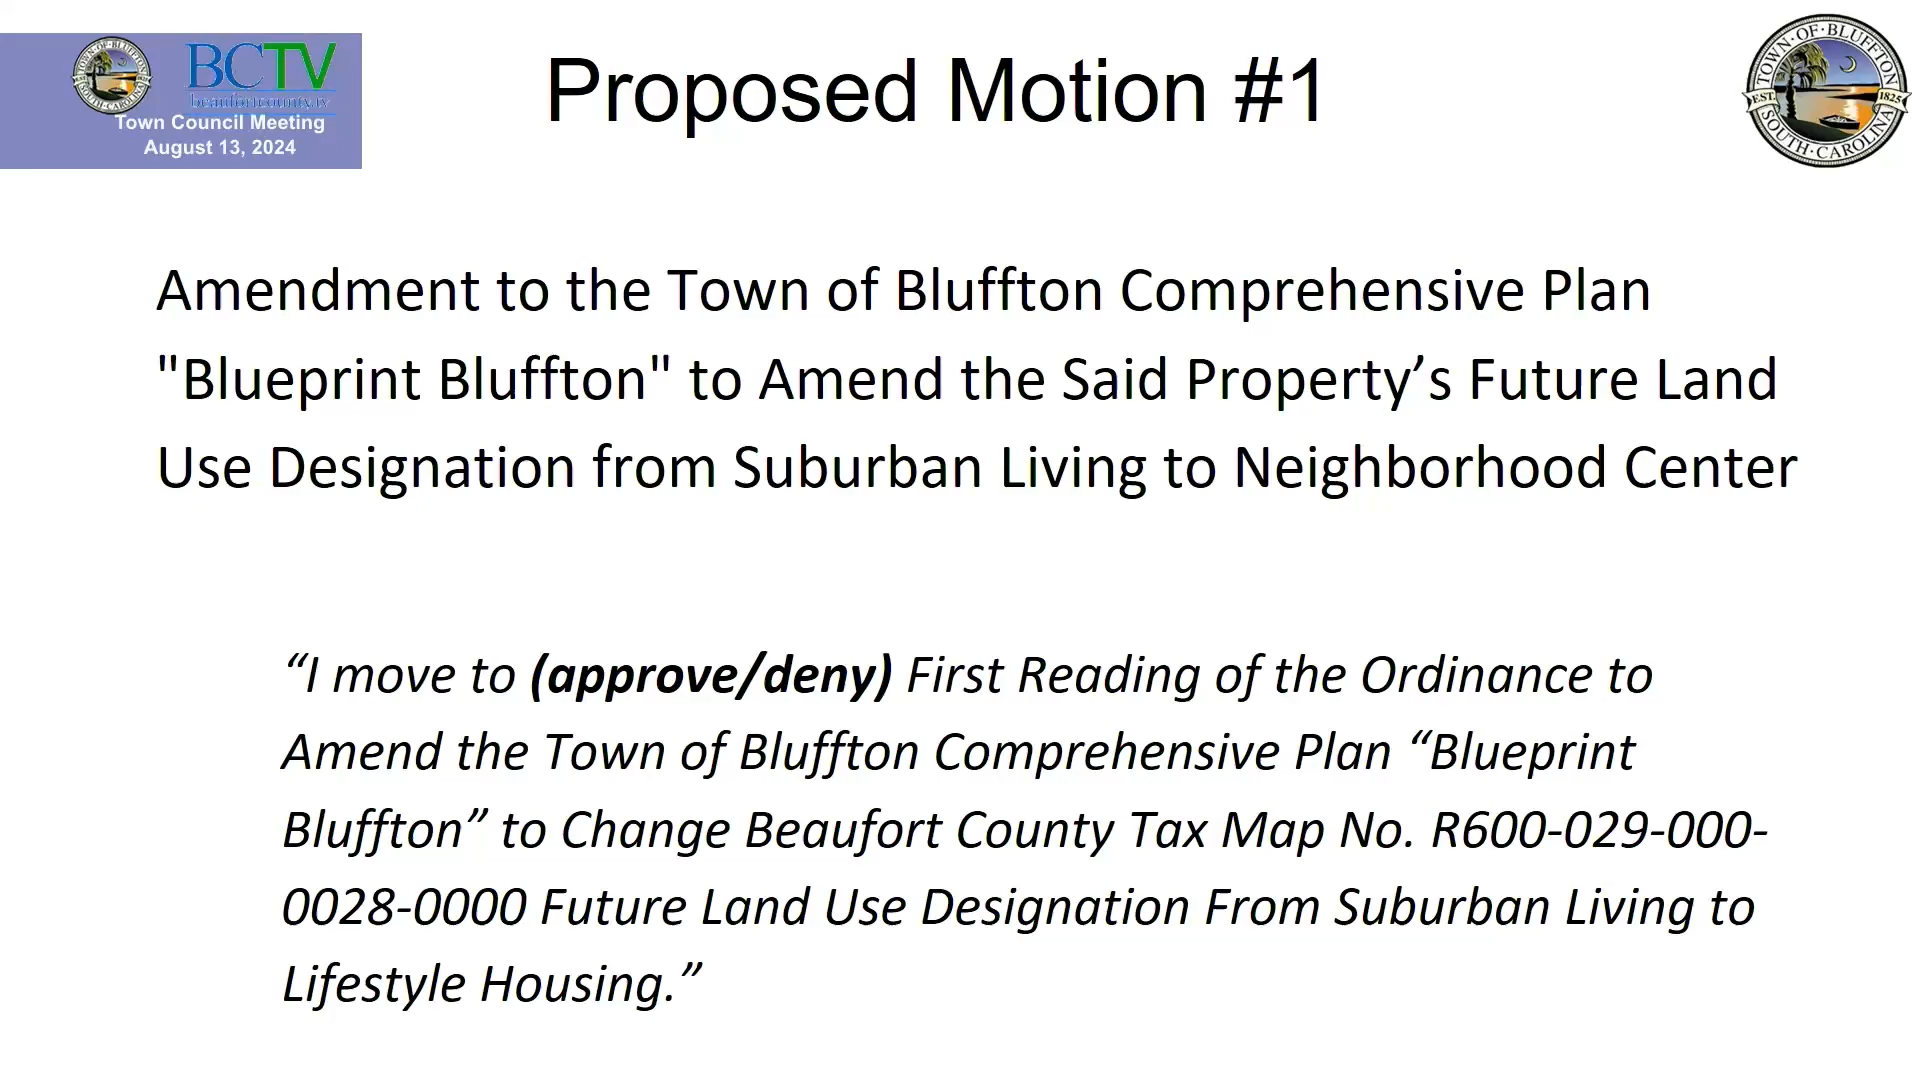 Proposed Motion #1
BCTV
beaufortcounty.tv
Town Council Meeting
August 13, 2024
TOWN·OF·BLUFFTON
EST. 1825
SOUTH·CAROLINA
Amendment to the Town of Bluffton Comprehensive Plan
"Blueprint Bluffton" to Amend the Said Property’s Future Land
Use Designation from Suburban Living to Neighborhood Center
“I move to (approve/deny) First Reading of the Ordinance to
Amend the Town of Bluffton Comprehensive Plan “Blueprint
Bluffton” to Change Beaufort County Tax Map No. R600-029-000-
0028-0000 Future Land Use Designation From Suburban Living to
Lifestyle Housing.”